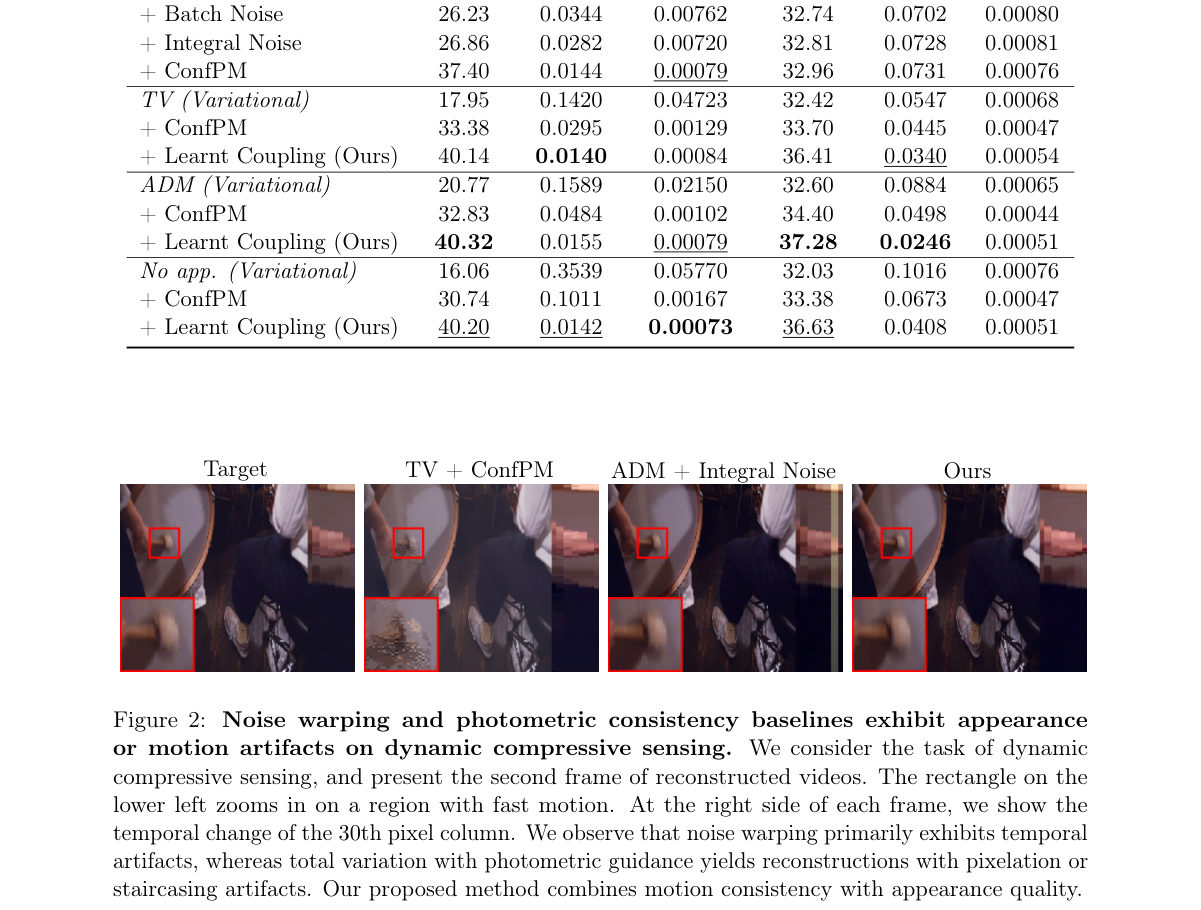 + Batch Noise 26.23 0.0344 0.00762 32.74 0.0702 0.00080
+ Integral Noise 26.86 0.0282 0.00720 32.81 0.0728 0.00081
+ ConfPM 37.40 0.0144 0.00079 32.96 0.0731 0.00076
TV (Variational) 17.95 0.1420 0.04723 32.42 0.0547 0.00068
+ ConfPM 33.38 0.0295 0.00129 33.70 0.0445 0.00047
+ Learnt Coupling (Ours) 40.14 0.0140 0.00084 36.41 0.0340 0.00054
ADM (Variational) 20.77 0.1589 0.02150 32.60 0.0884 0.00065
+ ConfPM 32.83 0.0484 0.00102 34.40 0.0498 0.00044
+ Learnt Coupling (Ours) 40.32 0.0155 0.00079 37.28 0.0246 0.00051
No app. (Variational) 16.06 0.3539 0.05770 32.03 0.1016 0.00076
+ ConfPM 30.74 0.1011 0.00167 33.38 0.0673 0.00047
+ Learnt Coupling (Ours) 40.20 0.0142 0.00073 36.63 0.0408 0.00051
Target TV + ConfPM ADM + Integral Noise Ours
Figure 2: Noise warping and photometric consistency baselines exhibit appearance
or motion artifacts on dynamic compressive sensing. We consider the task of dynamic
compressive sensing, and present the second frame of reconstructed videos. The rectangle on the
lower left zooms in on a region with fast motion. At the right side of each frame, we show the
temporal change of the 30th pixel column. We observe that noise warping primarily exhibits temporal
artifacts, whereas total variation with photometric guidance yields reconstructions with pixelation or
staircasing artifacts. Our proposed method combines motion consistency with appearance quality.